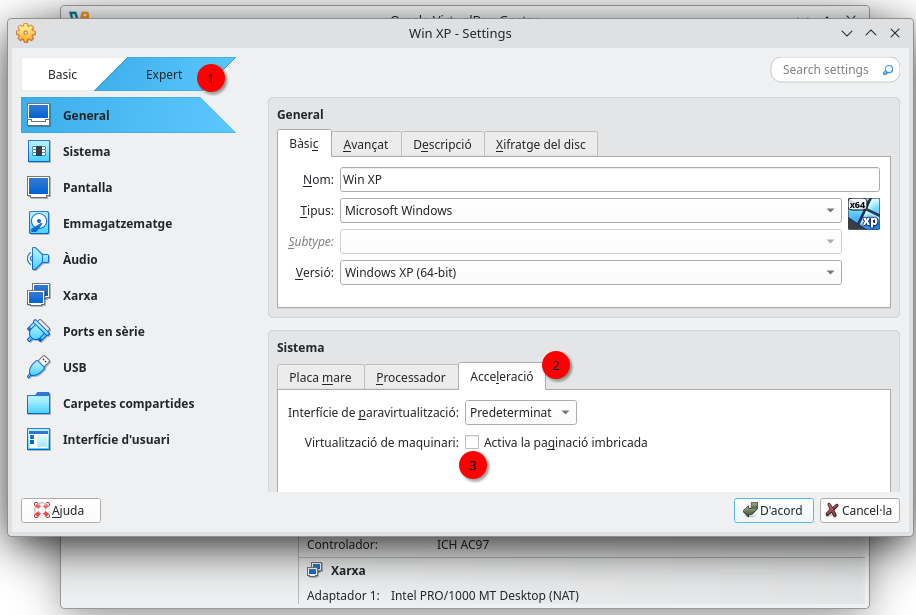 Win XP - Settings
Basic
Expert
1
Search settings
General
Sistema
Pantalla
Emmagatzematge
Àudio
Xarxa
Ports en sèrie
USB
Carpetes compartides
Interfície d'usuari
General
Bàsic
Avançat
Descripció
Xifratge del disc
Nom:
Win XP
Tipus:
Microsoft Windows
x64
xp
Subtype:
Versió:
Windows XP (64-bit)
Sistema
2
Placa mare
Processador
Acceleració
Interfície de paravirtualització:
Predeterminat
Virtualització de maquinari:
Activa la paginació imbricada
3
Ajuda
D'acord
Cancel·la
Controlador:
ICH AC97
Xarxa
Adaptador 1:
Intel PRO/1000 MT Desktop (NAT)